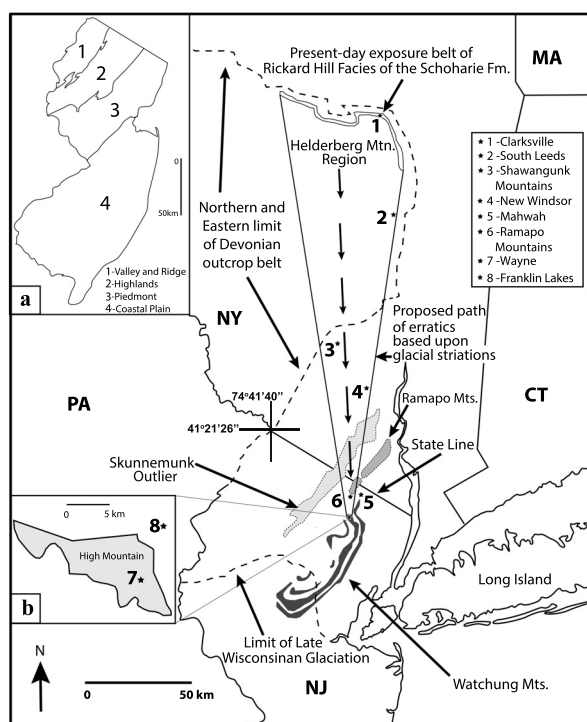 1
2
3
4
0
50km
1-Valley and Ridge
2-Highlands
3-Piedmont
4-Coastal Plain
a
Present-day exposure belt of
Rickard Hill Facies of the Schoharie Fm.
MA
1
Helderberg Mtn.
Region
2
Northern and
Eastern limit
of Devonian
outcrop belt
1 -Clarksville
2 -South Leeds
3 -Shawangunk
Mountains
4 -New Windsor
5 -Mahwah
6 -Ramapo
Mountains
7 -Wayne
8 -Franklin Lakes
NY
3
Proposed path
of erratics
based upon
glacial striations
PA
CT
74°41'40’’
4
Ramapo Mts.
41°21'26’’
State Line
Skunnemunk
Outlier
6
5
0
5 km
8
High Mountain
7
b
Long Island
Limit of Late
Wisconsinan Glaciation
Watchung Mts.
N
0
50 km
NJ